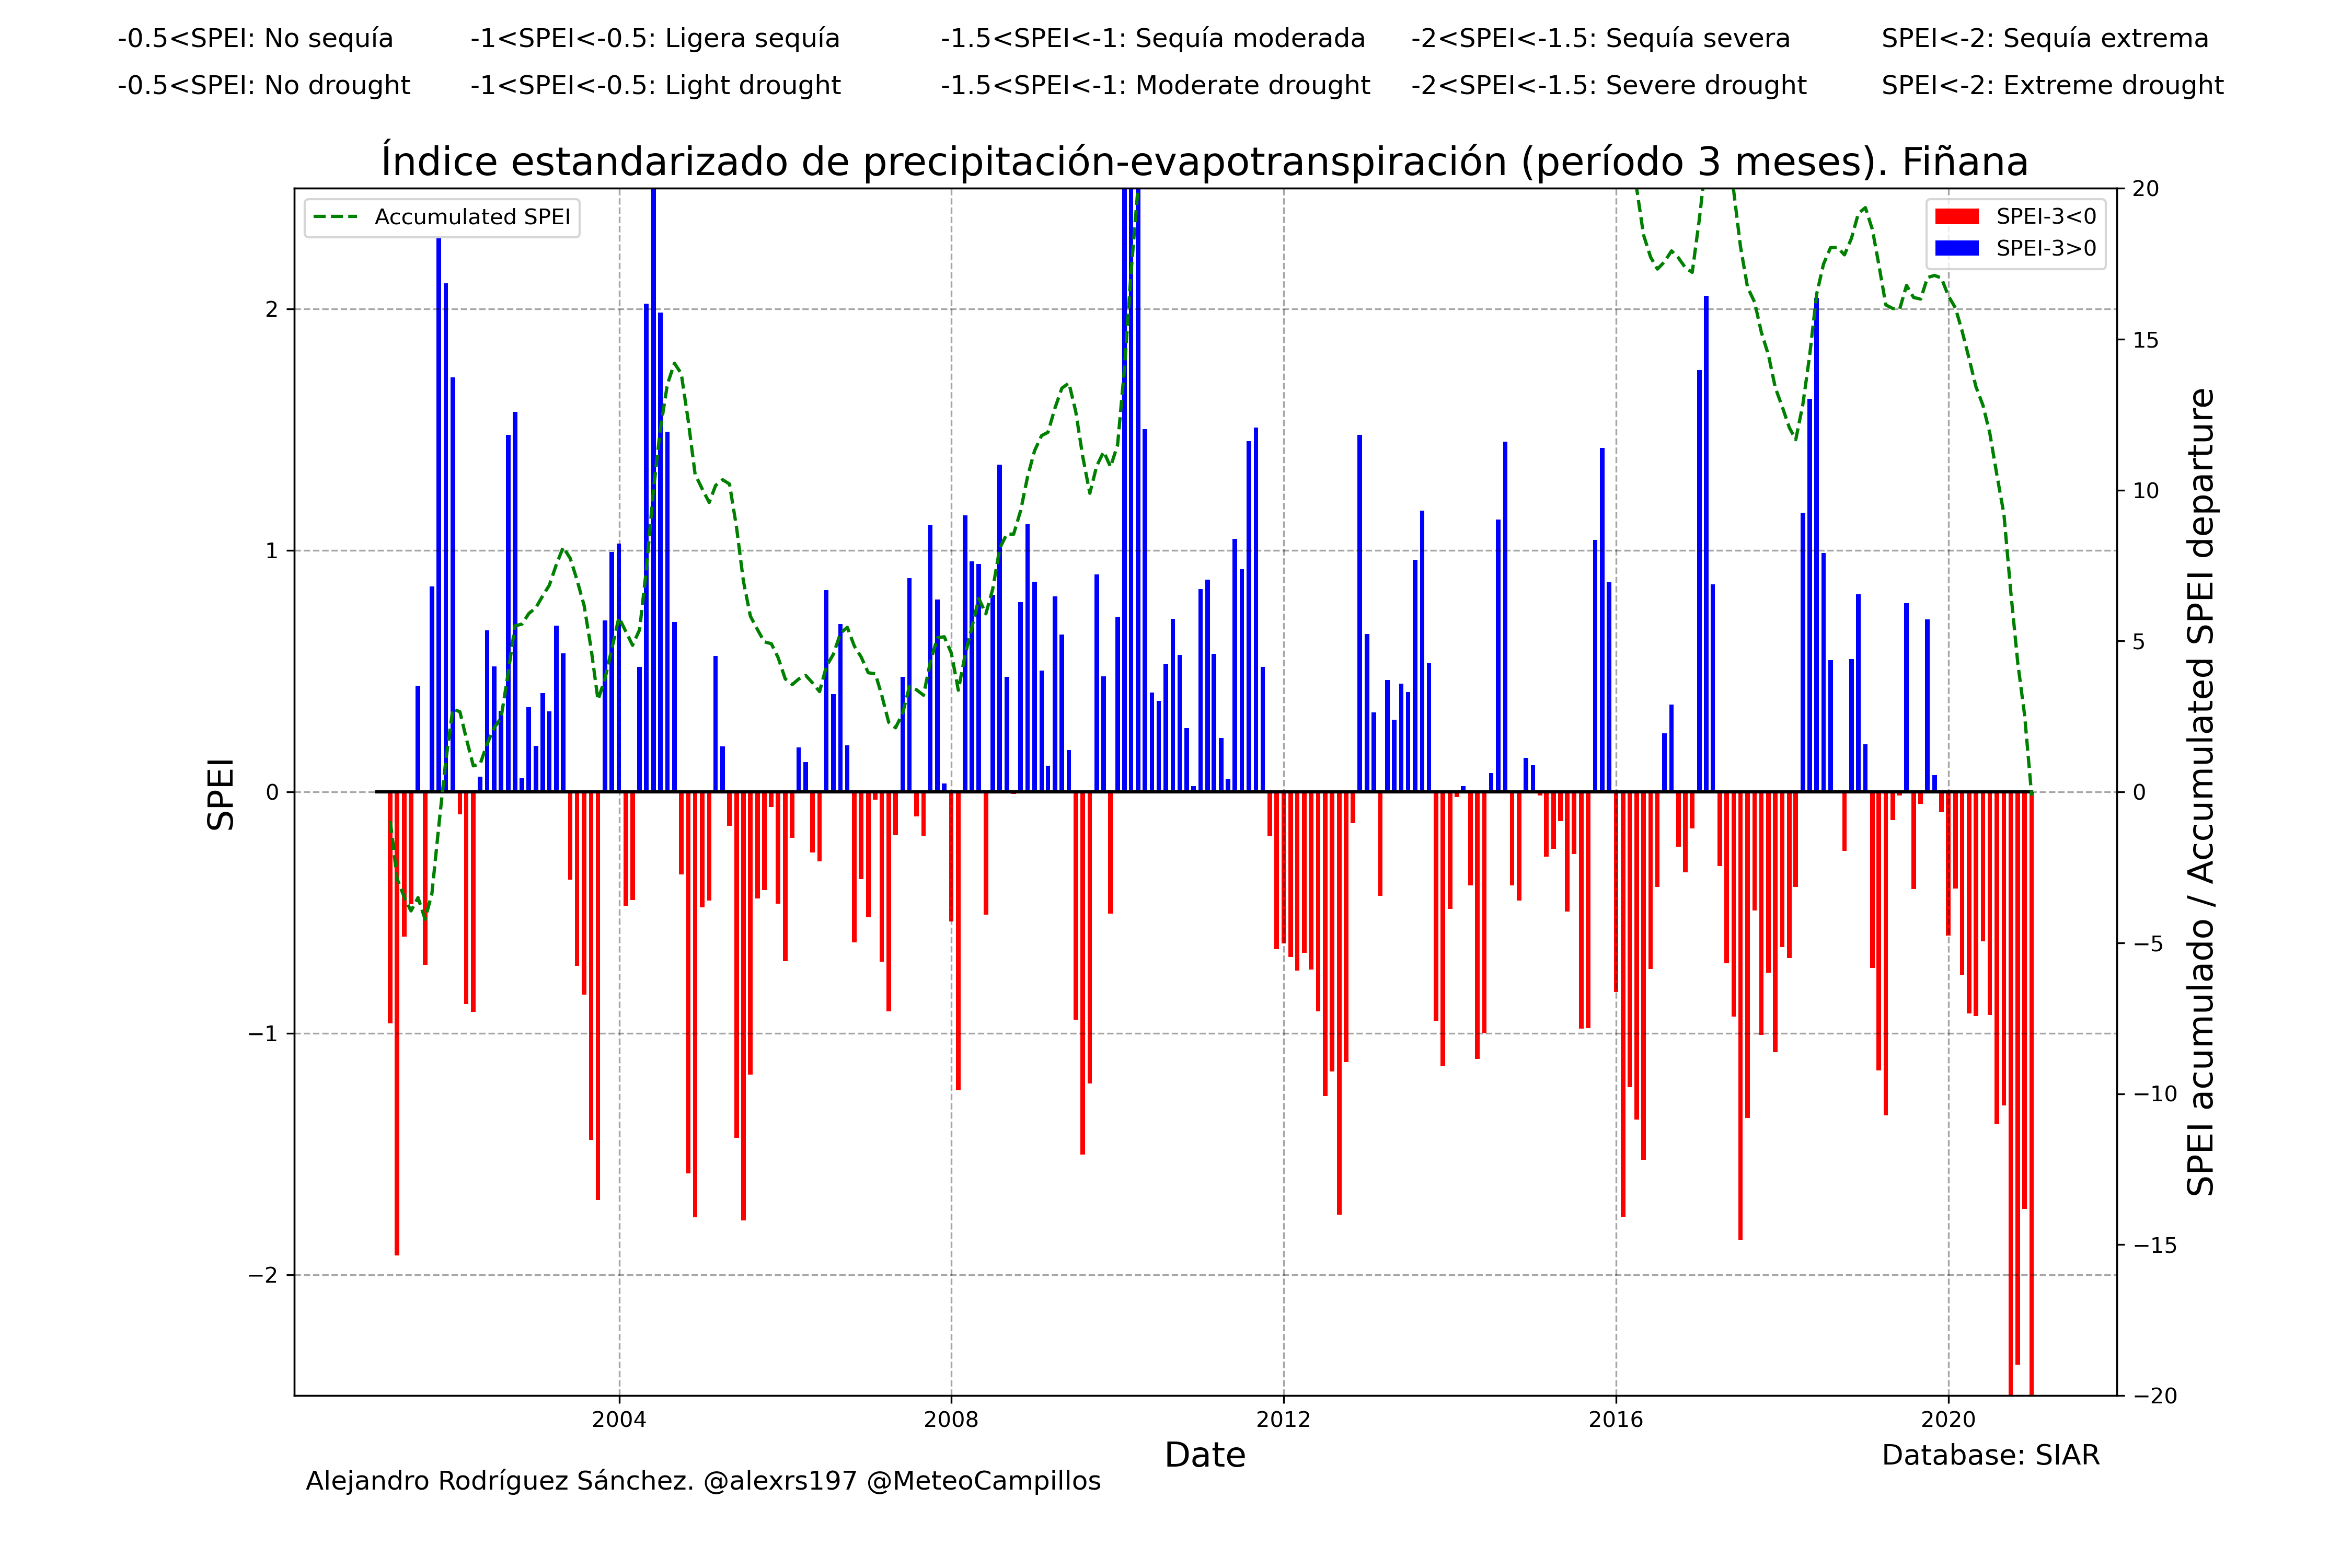 -0.5<SPEI: No sequía -1<SPEI<-0.5: Ligera sequía -1.5<SPEI<-1: Sequía moderada -2<SPEI<-1.5: Sequía severa SPEI<-2: Sequía extrema
-0.5<SPEI: No drought -1<SPEI<-0.5: Light drought -1.5<SPEI<-1: Moderate drought -2<SPEI<-1.5: Severe drought SPEI<-2: Extreme drought
Índice estandarizado de precipitación-evapotranspiración (período 3 meses). Fiñana
Accumulated SPEI
SPEI-3<0
SPEI-3>0
SPEI
2
1
0
−1
−2
20
15
10
5
0
−5
−10
−15
−20
SPEI acumulado / Accumulated SPEI departure
2004 2008 2012 2016 2020
Date
Database: SIAR
Alejandro Rodríguez Sánchez. @alexrs197 @MeteoCampillos